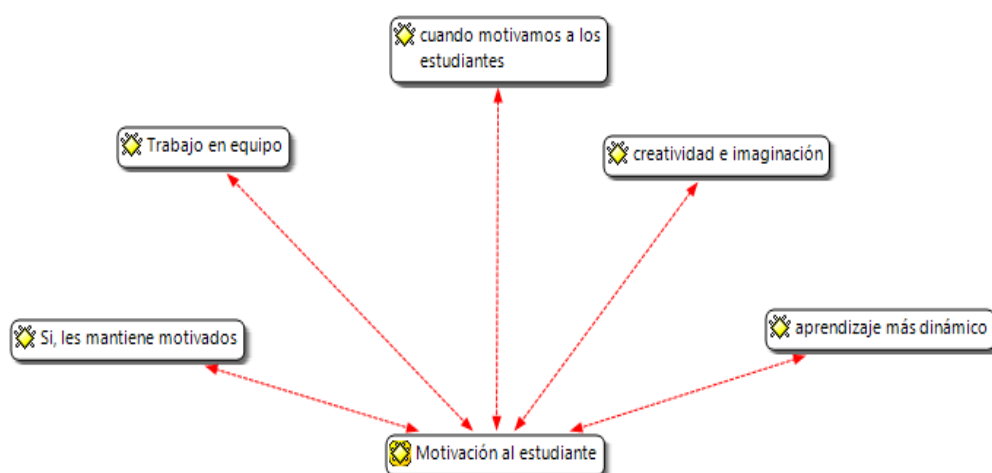 cuando motivamos a los
estudiantes
Trabajo en equipo
creatividad e imaginación
Si, les mantiene motivados
aprendizaje más dinámico
Motivación al estudiante